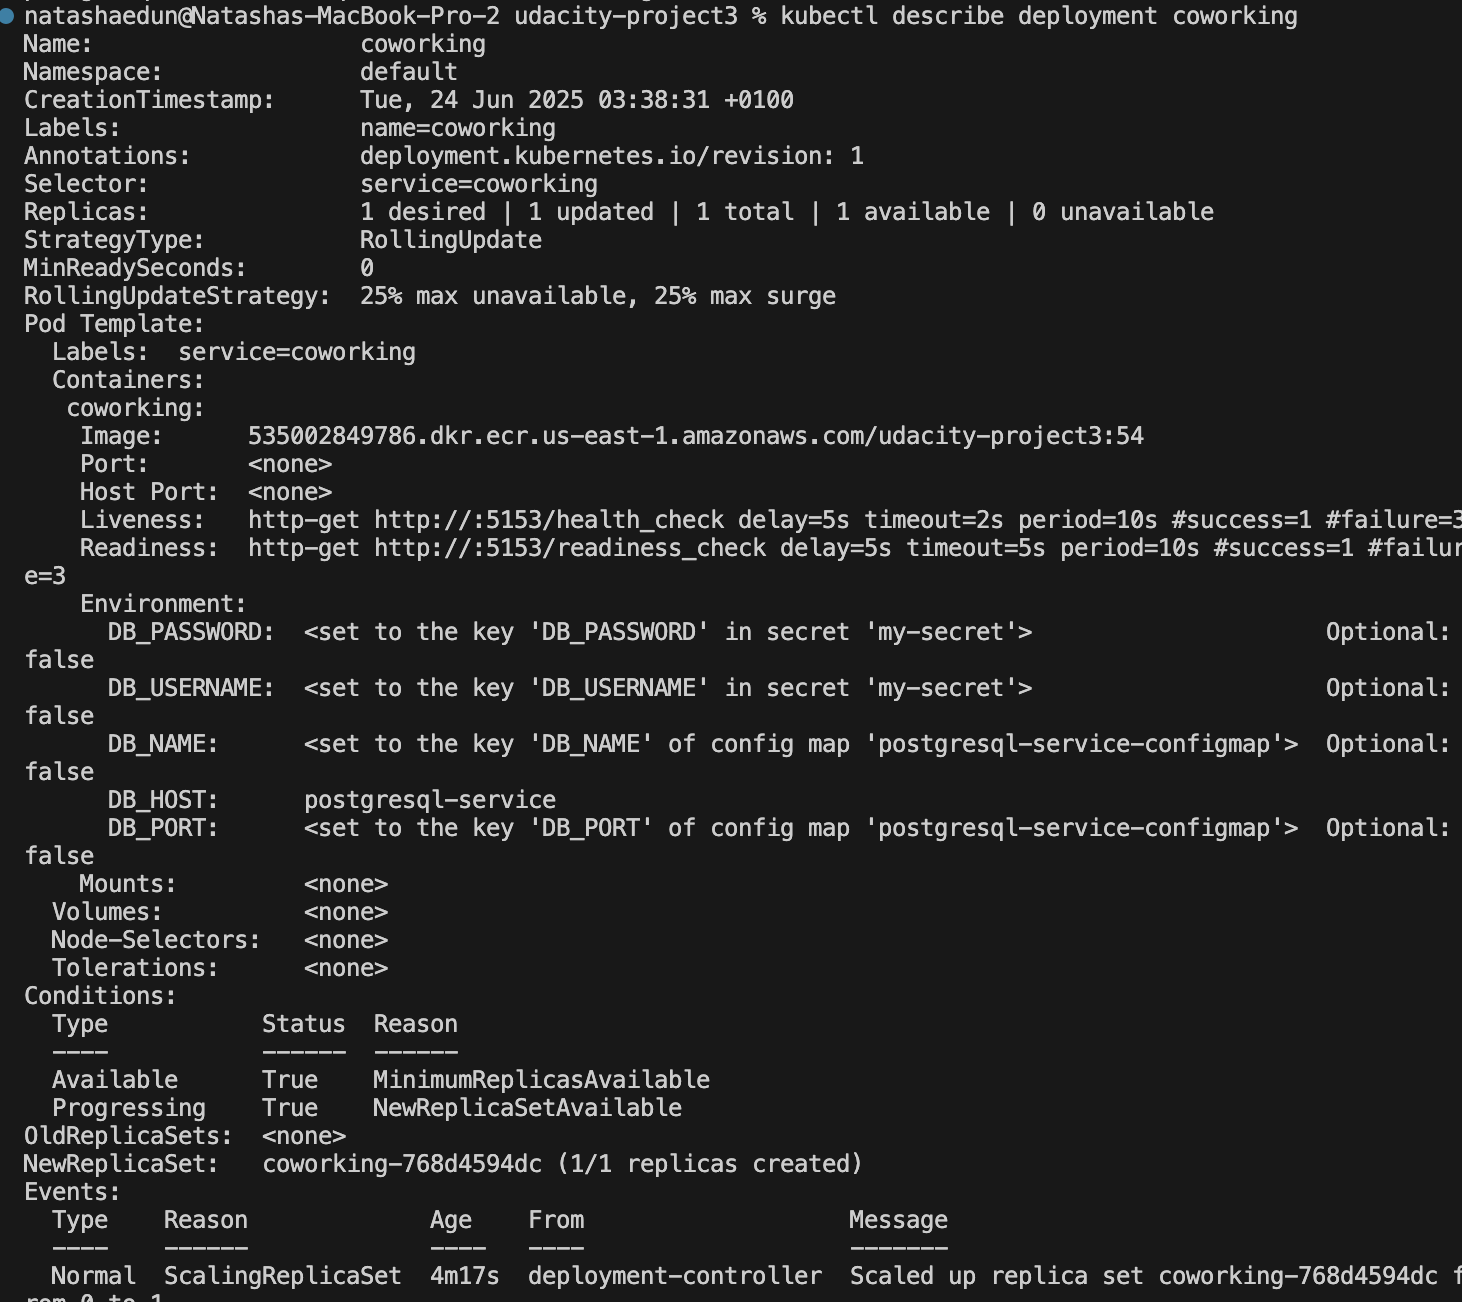 natashaedun@Natashas-MacBook-Pro-2 udacity-project3 % kubectl describe deployment coworking
Name:                   coworking
Namespace:              default
CreationTimestamp:      Tue, 24 Jun 2025 03:38:31 +0100
Labels:                 name=coworking
Annotations:            deployment.kubernetes.io/revision: 1
Selector:               service=coworking
Replicas:               1 desired | 1 updated | 1 total | 1 available | 0 unavailable
StrategyType:           RollingUpdate
MinReadySeconds:        0
RollingUpdateStrategy:  25% max unavailable, 25% max surge
Pod Template:
  Labels:  service=coworking
  Containers:
   coworking:
    Image:      535002849786.dkr.ecr.us-east-1.amazonaws.com/udacity-project3:54
    Port:       <none>
    Host Port:  <none>
    Liveness:   http-get http://:5153/health_check delay=5s timeout=2s period=10s #success=1 #failure=3
    Readiness:  http-get http://:5153/readiness_check delay=5s timeout=5s period=10s #success=1 #failur
e=3
    Environment:
      DB_PASSWORD:  <set to the key 'DB_PASSWORD' in secret 'my-secret'>                     Optional:
false
      DB_USERNAME:  <set to the key 'DB_USERNAME' in secret 'my-secret'>                     Optional:
false
      DB_NAME:      <set to the key 'DB_NAME' of config map 'postgresql-service-configmap'>  Optional:
false
      DB_HOST:      postgresql-service
      DB_PORT:      <set to the key 'DB_PORT' of config map 'postgresql-service-configmap'>  Optional:
false
    Mounts:         <none>
  Volumes:          <none>
  Node-Selectors:   <none>
  Tolerations:      <none>
Conditions:
  Type           Status  Reason
  ----           ------  ------
  Available      True    MinimumReplicasAvailable
  Progressing    True    NewReplicaSetAvailable
OldReplicaSets:  <none>
NewReplicaSet:   coworking-768d4594dc (1/1 replicas created)
Events:
  Type    Reason             Age    From                   Message
  ----    ------             ----   ----                   -------
  Normal  ScalingReplicaSet  4m17s  deployment-controller  Scaled up replica set coworking-768d4594dc f
rom 0 to 1